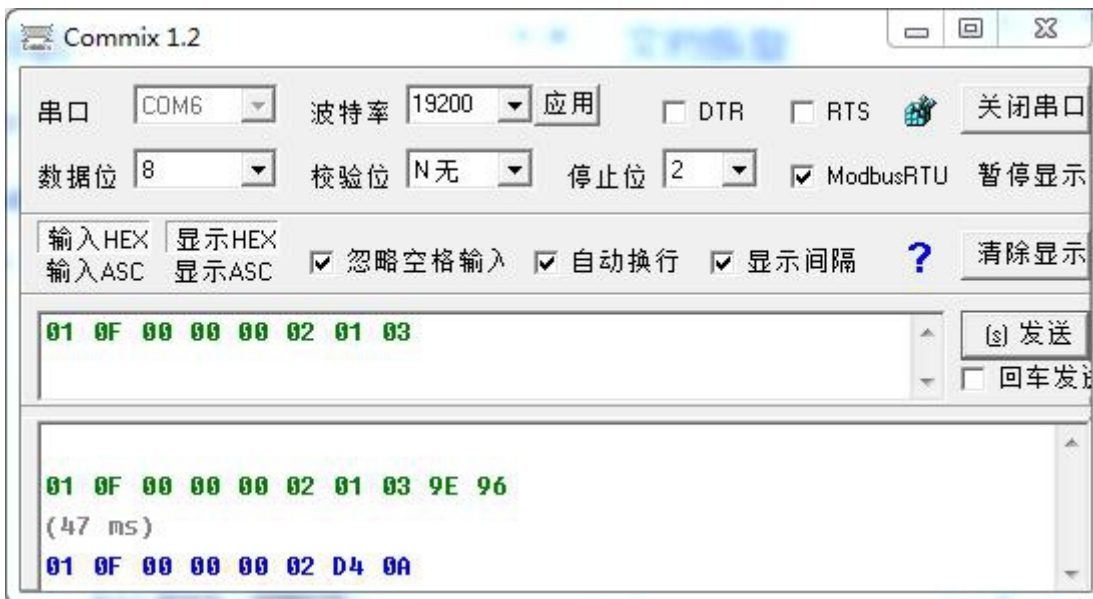 Commix 1.2
串口 COM6 波特率 19200 应用 DTR RTS 关闭串口
数据位 8 校验位 N 无 停止位 2 ModbusRTU 暂停显示
输入HEX 显示HEX
输入ASC 显示ASC 忽略空格输入 自动换行 显示间隔 ? 清除显示
01 0F 00 00 00 02 01 03
(s) 发送
回车发
01 0F 00 00 00 02 01 03 9E 96
(47 ms)
01 0F 00 00 00 02 D4 0A